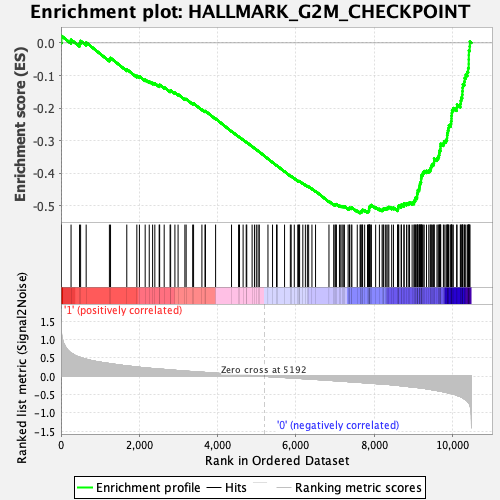 Enrichment plot: HALLMARK_G2M_CHECKPOINT
Enrichment score (ES)
0.0
-0.1
-0.2
-0.3
-0.4
-0.5
Ranked list metric (Signal2Noise)
'1' (positively correlated)
1.5
1.0
0.5
0.0
-0.5
-1.0
-1.5
Zero cross at 5192
'0' (negatively correlated)
0
2,000
4,000
6,000
8,000
10,000
Rank in Ordered Dataset
Enrichment profile
Hits
Ranking metric scores